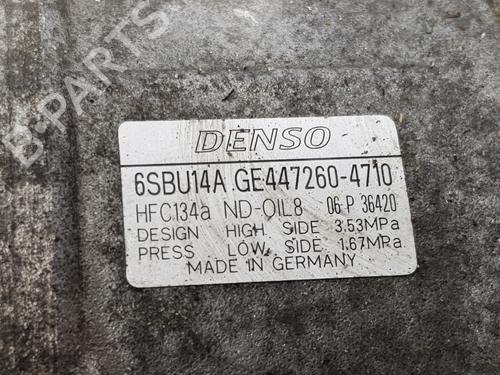 B-PARTS
DENSO
6SBU14A GE447260-4710
HFC134a ND-OIL8 06-P 36420
DESIGN HIGH SIDE 3.53MPa
PRESS LOW SIDE 1.67MPa.
MADE IN GERMANY